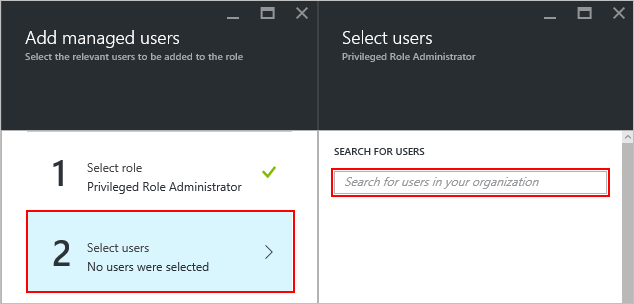 Add managed users
Select the relevant users to be added to the role
1
Select role
Privileged Role Administrator
2
Select users
No users were selected
Select users
Privileged Role Administrator
SEARCH FOR USERS
Search for users in your organization